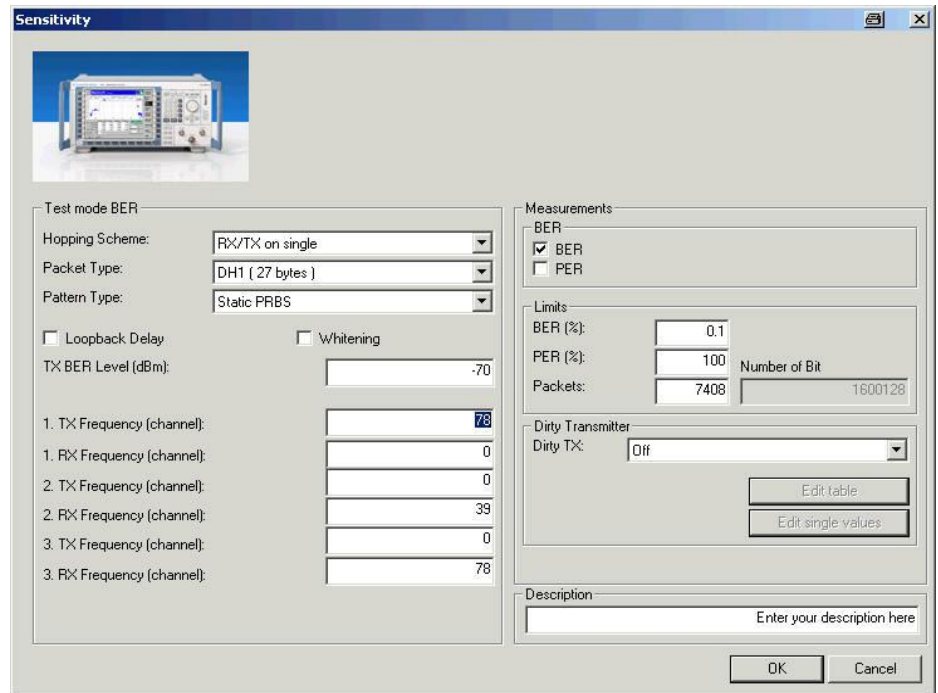 Sensitivity
Test mode BER
Hopping Scheme:
RX/TX on single
Packet Type:
DH1 ( 27 bytes )
Pattern Type:
Static PRBS
Loopback Delay
Whitening
TX BER Level (dBm):
-70
1. TX Frequency (channel):
78
1. RX Frequency (channel):
0
2. TX Frequency (channel):
0
2. RX Frequency (channel):
39
3. TX Frequency (channel):
0
3. RX Frequency (channel):
78
Measurements
BER
BER
PER
Limits
BER (%):
0.1
PER (%):
100
Number of Bit
Packets:
7408
1600128
Dirty Transmitter
Dirty TX:
Off
Edit table
Edit single values
Description
Enter your description here
OK
Cancel